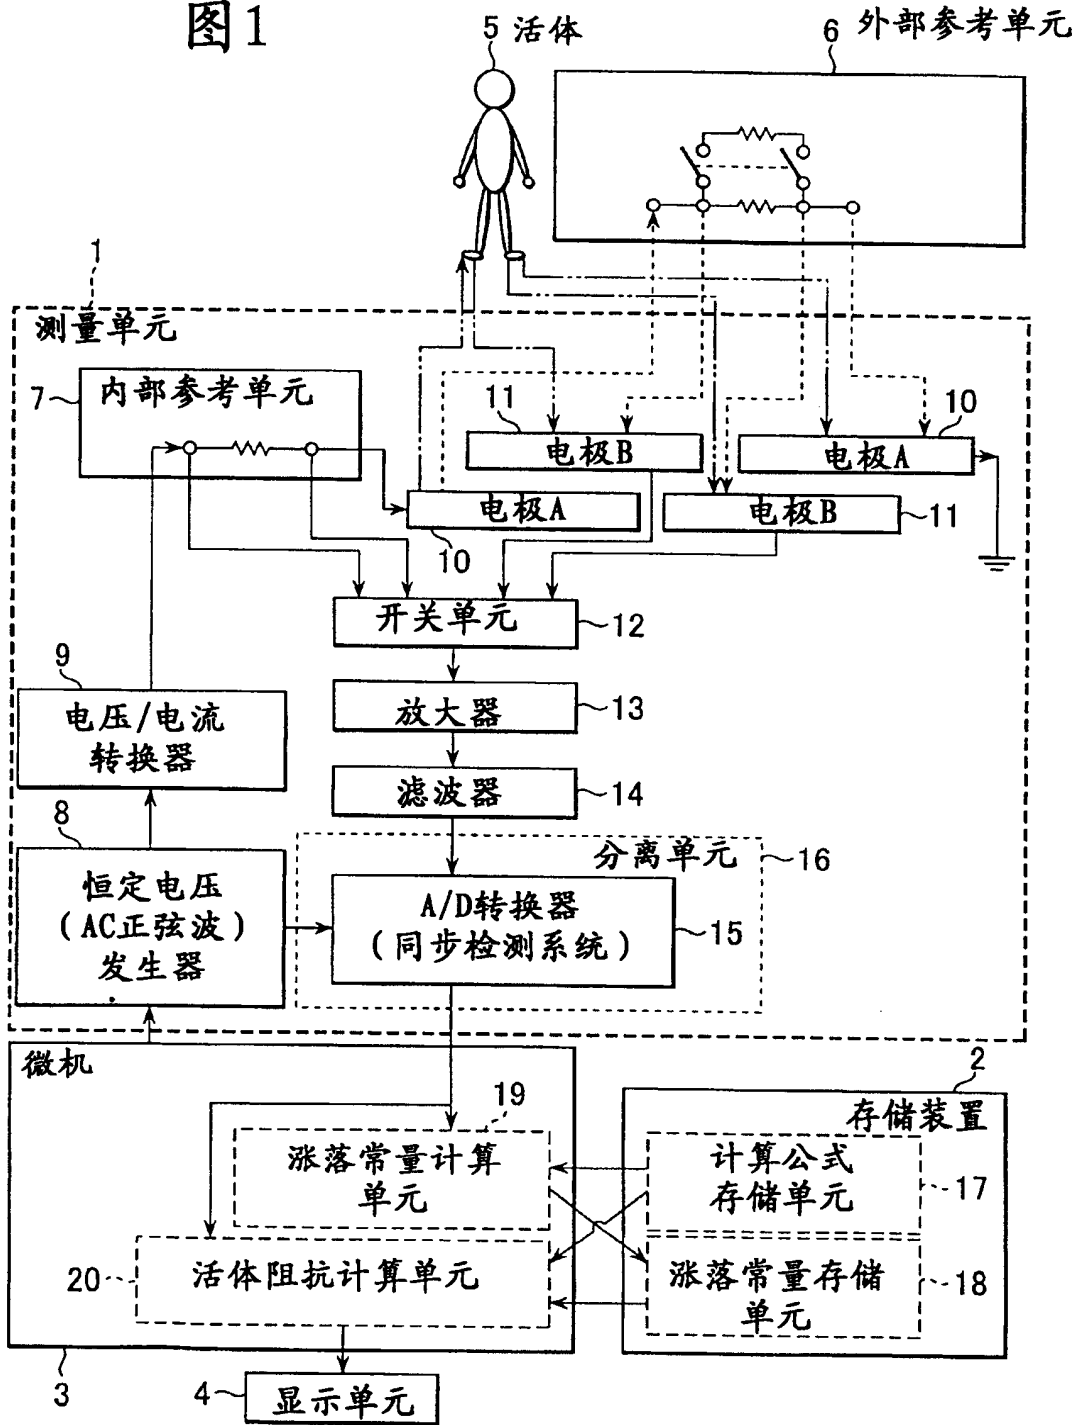 图1
5 活体
6 外部参考单元
1
测量单元
7 内部参考单元
11
电极B
10
电极A
电极A
10
电极B
11
开关单元 12
9
电压/电流
转换器
放大器 13
滤波器 14
8
恒定电压
(AC正弦波)
发生器
分离单元 16
A/D转换器
(同步检测系统)
15
微机
2
存储装置
19
涨落常量计算
单元
计算公式
存储单元
17
20 活体阻抗计算单元
涨落常量存储
单元
18
3
4 显示单元